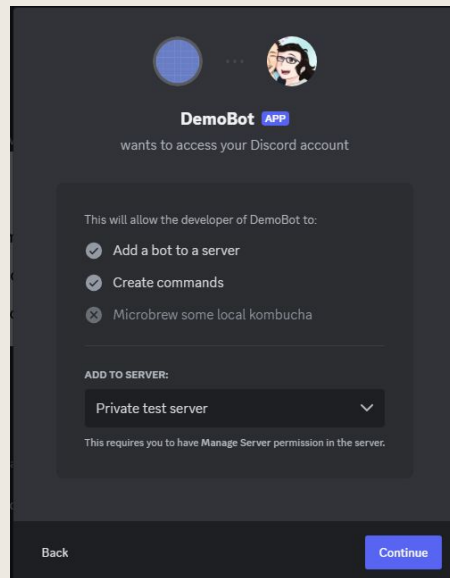 DemoBot APP
wants to access your Discord account
This will allow the developer of DemoBot to:
Add a bot to a server
Create commands
Microbrew some local kombucha
ADD TO SERVER:
Private test server
This requires you to have Manage Server permission in the server.
Back
Continue